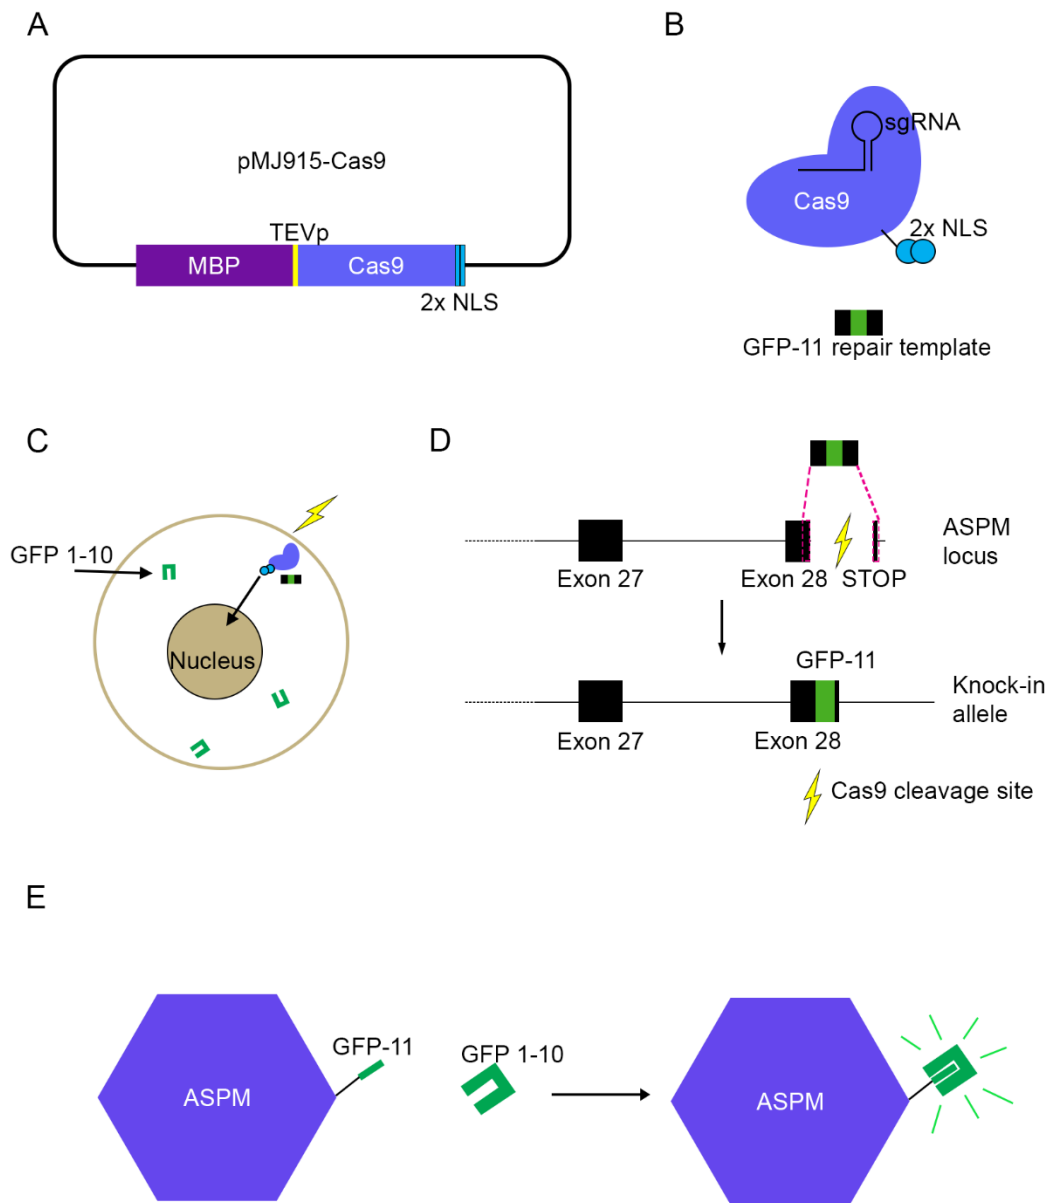 A
pMJ915-Cas9
TEVp
MBP
Cas9
2x NLS
B
sgRNA
Cas9
2x NLS
GFP-11 repair template
C
GFP 1-10
Nucleus
D
ASPM
locus
Exon 27
Exon 28
STOP
GFP-11
Knock-in
allele
Exon 27
Exon 28
Cas9 cleavage site
E
GFP-11
ASPM
GFP 1-10
ASPM